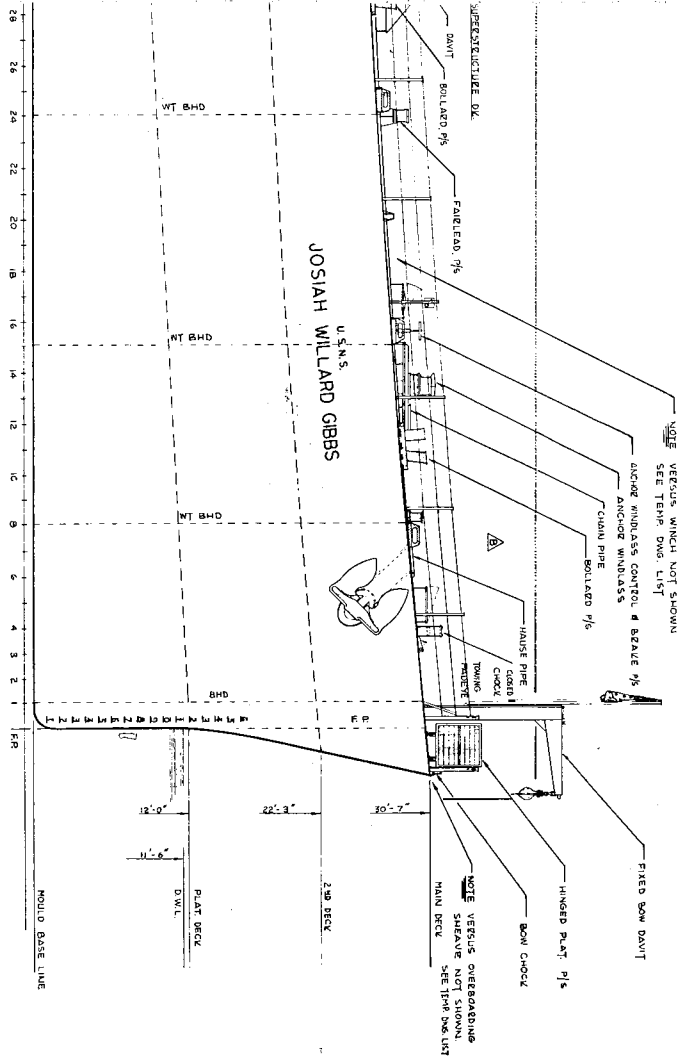 NOTE VERSUS WINCH NOT SHOWN
SEE TEMP. DWG. LIST
ANCHOR WINDLASS CONTROL & BRAKE P/S
ANCHOR WINDLASS
CHAIN PIPE
BOLLARD P/S
HAUSE PIPE
CLOSED
CHOCK
TOWING
PADEYE
FIXED BOW DAVIT
HINGED PLAT. P/S
BOW CHOCK
NOTE VERSUS OVERBOARDING
SHEAVE NOT SHOWN.
SEE TEMP. DWG. LIST
SUPERSTRUCTURE DK.
DAVIT
BOLLARD P/S
FAIRLEAD, P/S
B
MAIN DECK
30'-7"
2ND DECK
22'-3"
PLAT. DECK
12'-0"
D.W.L.
11'-6"
MOULD BASE LINE
U.S.N.S.
JOSIAH WILLARD GIBBS
WT BHD
WT BHD
WT BHD
BHD
F.P.
28 26 24 22 20 18 16 14 12 10 8 6 4 3 2 1 F.P.